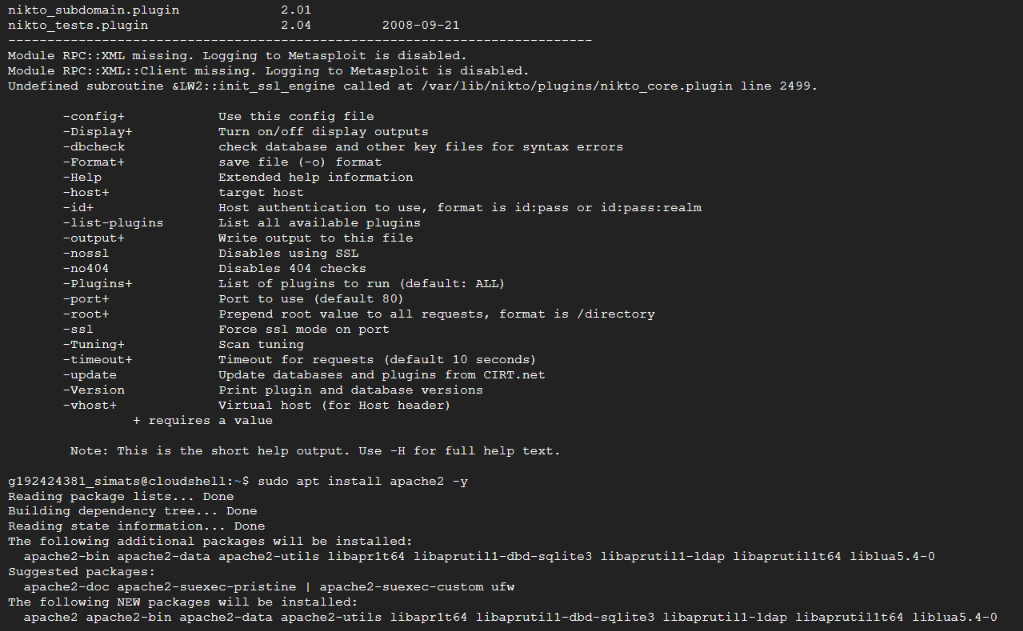 nikto_subdomain.plugin 2.01
nikto_tests.plugin 2.04 2008-09-21
---------------------------------------------------------------------------
Module RPC::XML missing. Logging to Metasploit is disabled.
Module RPC::XML::Client missing. Logging to Metasploit is disabled.
Undefined subroutine &LW2::init_ssl_engine called at /var/lib/nikto/plugins/nikto_core.plugin line 2499.
-config+ Use this config file
-Display+ Turn on/off display outputs
-dbcheck check database and other key files for syntax errors
-Format+ save file (-o) format
-Help Extended help information
-host+ target host
-id+ Host authentication to use, format is id:pass or id:pass:realm
-list-plugins List all available plugins
-output+ Write output to this file
-nossl Disables using SSL
-no404 Disables 404 checks
-Plugins+ List of plugins to run (default: ALL)
-port+ Port to use (default 80)
-root+ Prepend root value to all requests, format is /directory
-ssl Force ssl mode on port
-Tuning+ Scan tuning
-timeout+ Timeout for requests (default 10 seconds)
-update Update databases and plugins from CIRT.net
-Version Print plugin and database versions
-vhost+ Virtual host (for Host header)
+ requires a value
Note: This is the short help output. Use -H for full help text.
g192424381_simats@cloudshell:~$ sudo apt install apache2 -y
Reading package lists... Done
Building dependency tree... Done
Reading state information... Done
The following additional packages will be installed:
apache2-bin apache2-data apache2-utils libapr1t64 libaprutil1-dbd-sqlite3 libaprutil1-ldap libaprutil1t64 liblua5.4-0
Suggested packages:
apache2-doc apache2-suexec-pristine | apache2-suexec-custom ufw
The following NEW packages will be installed:
apache2 apache2-bin apache2-data apache2-utils libapr1t64 libaprutil1-dbd-sqlite3 libaprutil1-ldap libaprutil1t64 liblua5.4-0